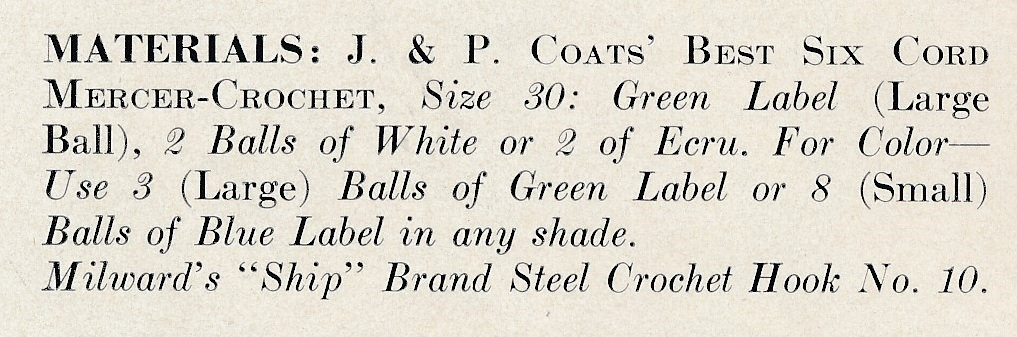 MATERIALS: J. & P. COATS' BEST SIX CORD
MERCER-CROCHET, Size 30: Green Label (Large
Ball), 2 Balls of White or 2 of Ecru. For Color—
Use 3 (Large) Balls of Green Label or 8 (Small)
Balls of Blue Label in any shade.
Milward's “Ship” Brand Steel Crochet Hook No. 10.